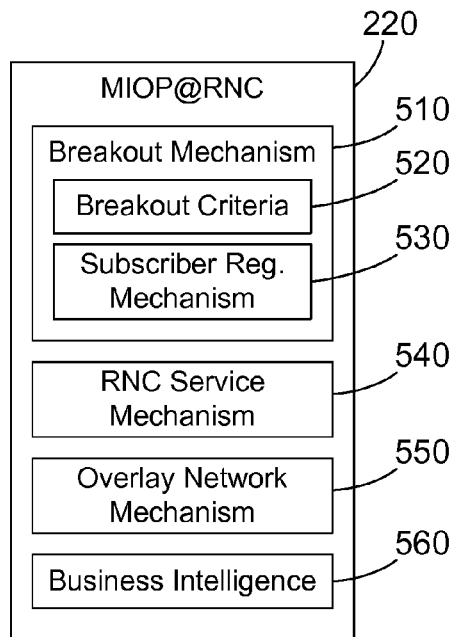 220
MIOP@RNC
510
Breakout Mechanism
520
Breakout Criteria
530
Subscriber Reg.
Mechanism
540
RNC Service
Mechanism
550
Overlay Network
Mechanism
560
Business Intelligence